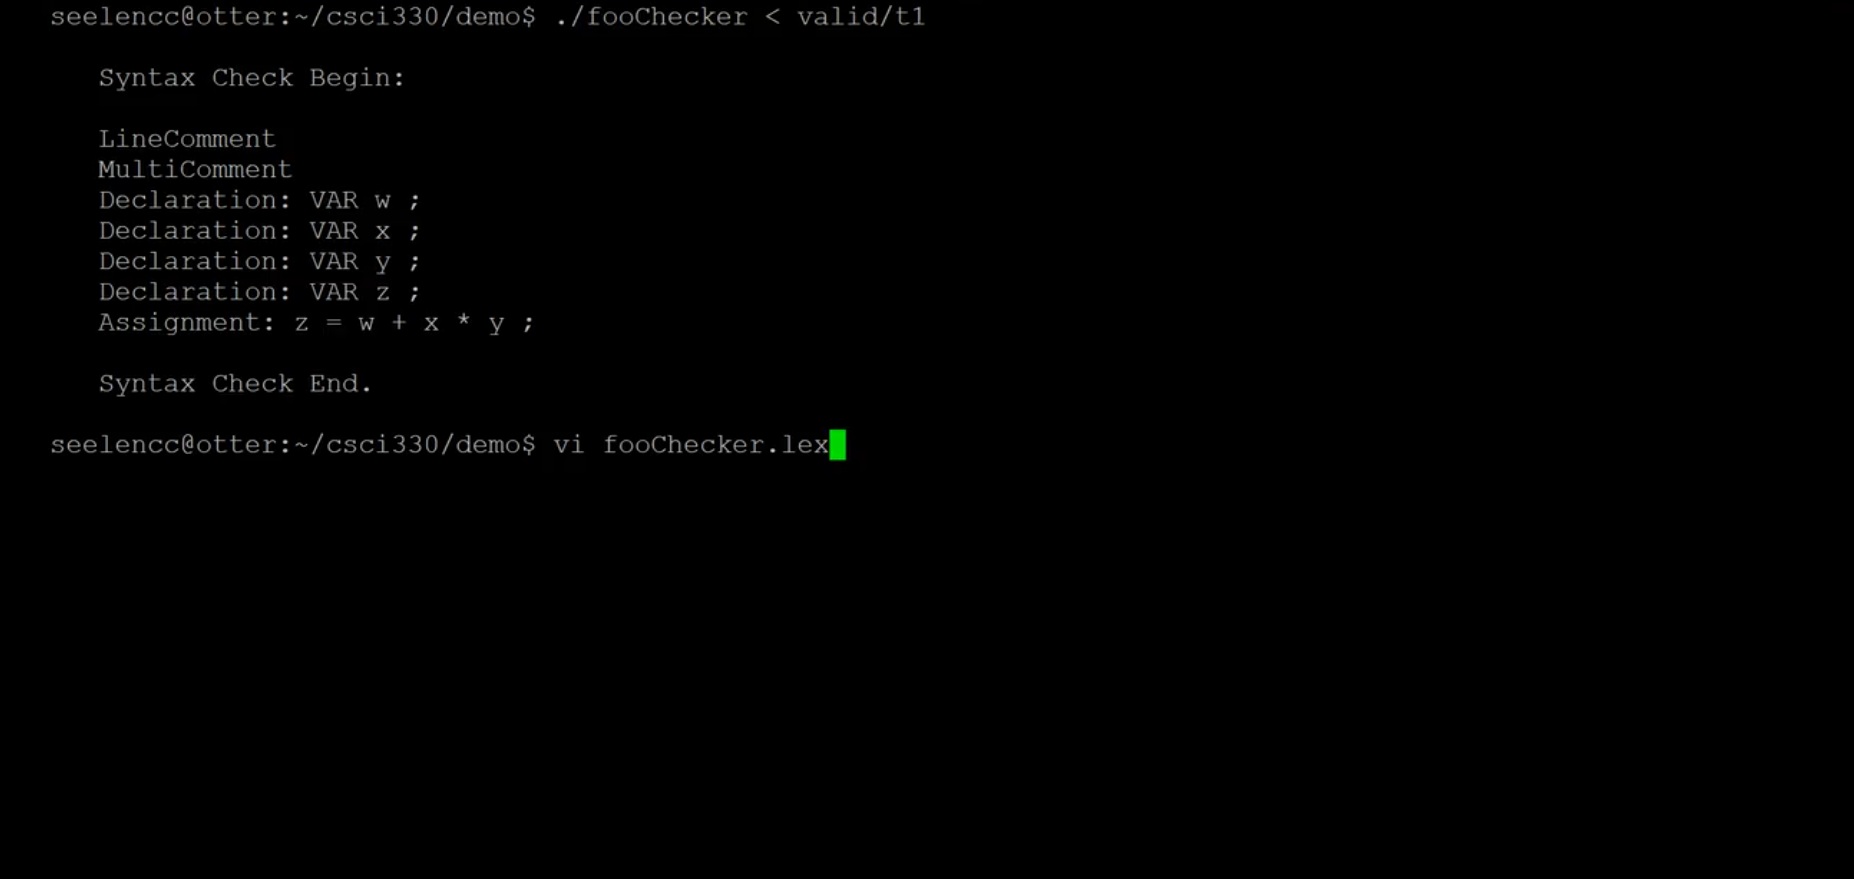 seelencc@otter:~/csci330/demo$ ./fooChecker < valid/t1
Syntax Check Begin:
LineComment
MultiComment
Declaration: VAR w ;
Declaration: VAR x ;
Declaration: VAR y ;
Declaration: VAR z ;
Assignment: z = w + x * y ;
Syntax Check End.
seelencc@otter:~/csci330/demo$ vi fooChecker.lex